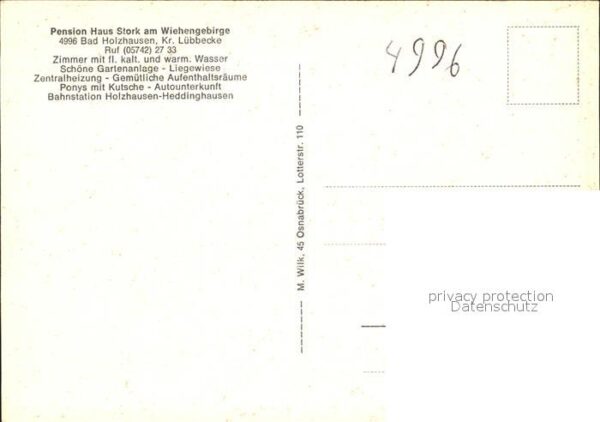 Pension Haus Stork am Wiehengebirge
4996 Bad Holzhausen, Kr. Lübbecke
Ruf (05742) 27 33
Zimmer mit fl. kalt. und warm. Wasser
Schöne Gartenanlage - Liegewiese
Zentralheizung - Gemütliche Aufenthaltsräume
Ponys mit Kutsche - Autounterkunft
Bahnstation Holzhausen-Heddinghausen
4996
M. Wilk, 45 Osnabrück, Lotterstr. 110
privacy protection
Datenschutz